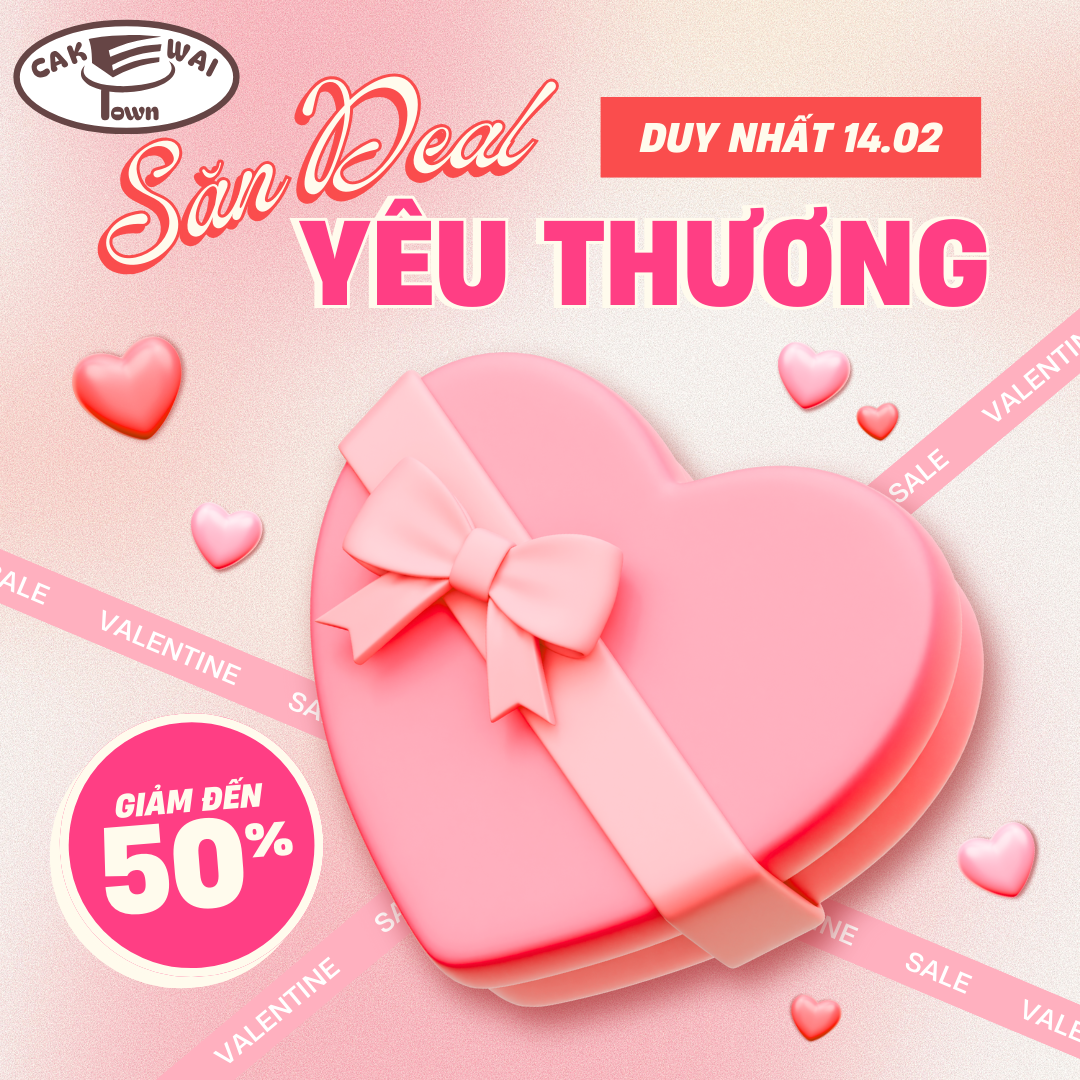 CAKEWAI
Town
Săn Deal
DUY NHẤT 14.02
YÊU THƯƠNG
VALENTINE
SALE
SALE
VALENTINE
SA
GIẢM ĐẾN
50%
SA
VALENTINE
NE
SALE
VALE